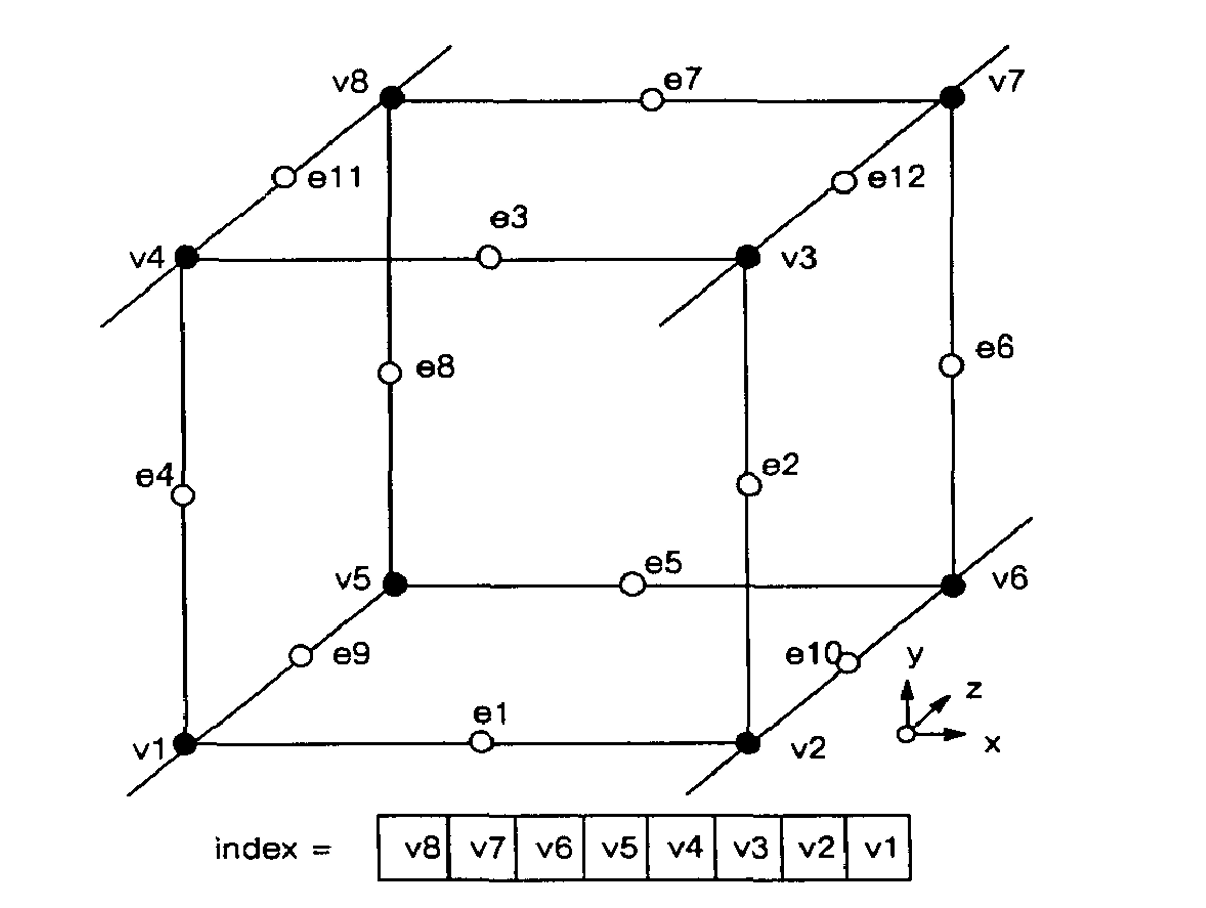 v8 e7 v7
e11 e12
e3
v4 v3
e8 e6
e4 e2
v5 e5 v6
e9 e10 y
z
e1
v1 v2 x
index = v8 v7 v6 v5 v4 v3 v2 v1